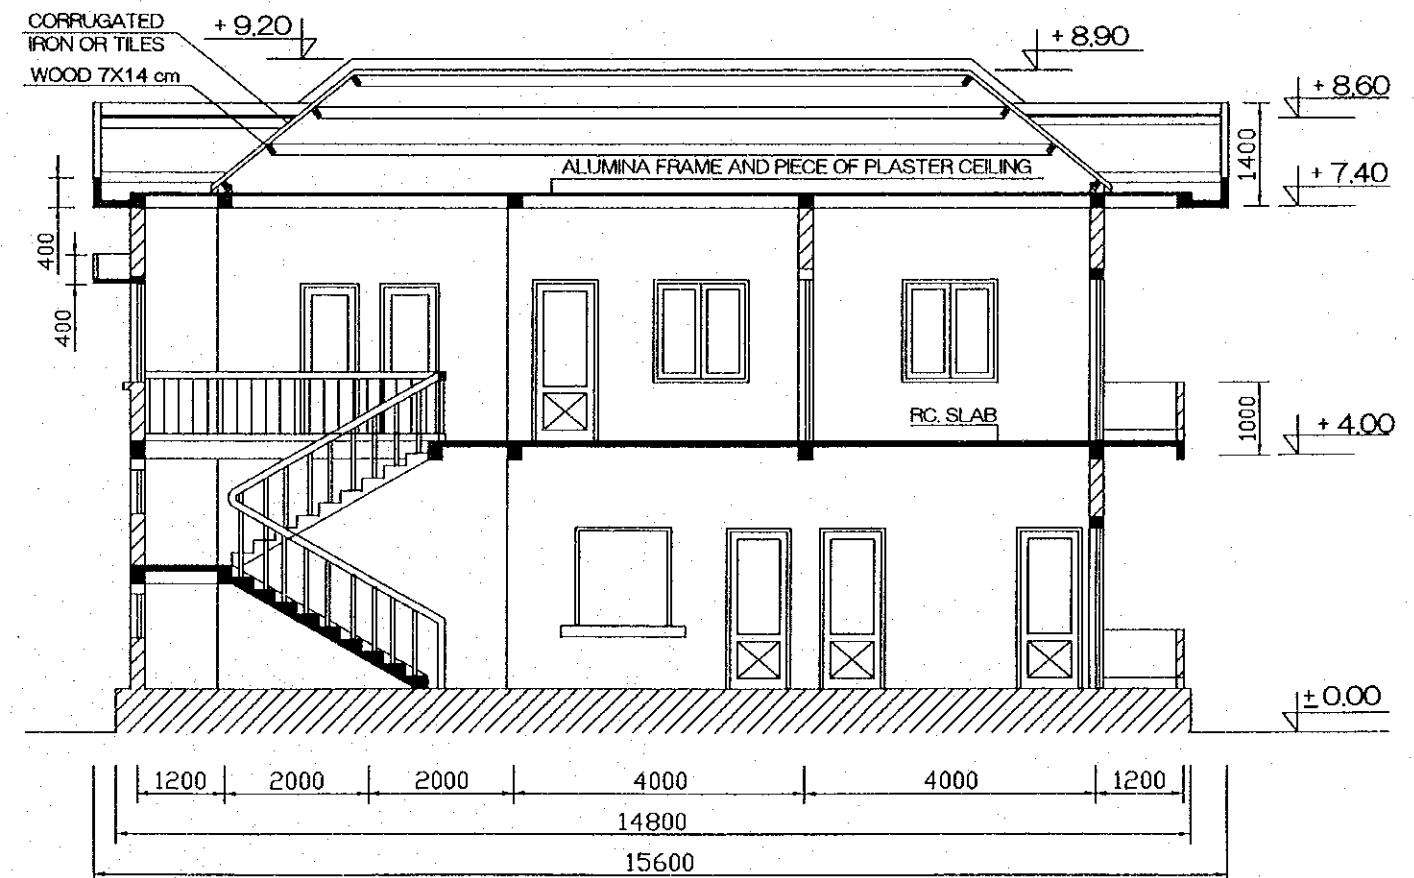 CORRUGATED
IRON OR TILES
WOOD 7X14 cm
+ 9,20
+ 8,90
+ 8,60
1400
+ 7,40
ALUMINA FRAME AND PIECE OF PLASTER CEILING
400
400
RC. SLAB
1000
+ 4.00
± 0.00
1200 2000 2000 4000 4000 1200
14800
15600